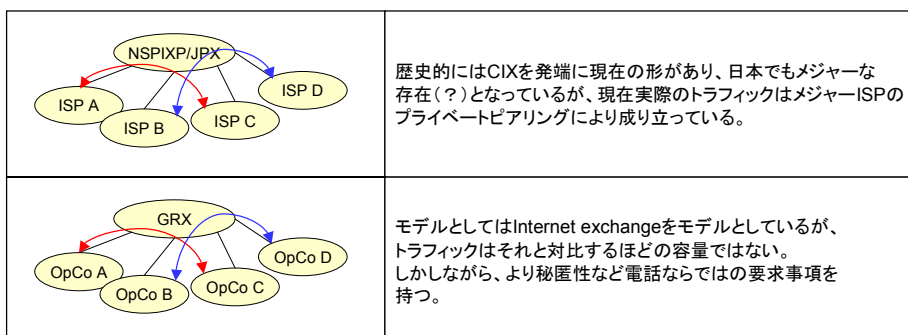 NSPIXP/JPX
ISP A
ISP B
ISP C
ISP D
歴史的にはCIXを発端に現在の形があり、日本でもメジャーな
存在(?)となっているが、現在実際のトラフィックはメジャーISPの
プライベートピアリングにより成り立っている。
GRX
OpCo A
OpCo B
OpCo C
OpCo D
モデルとしてはInternet exchangeをモデルとしているが、
トラフィックはそれと対比するほどの容量ではない。
しかしながら、より秘匿性など電話ならではの要求事項を
持つ。